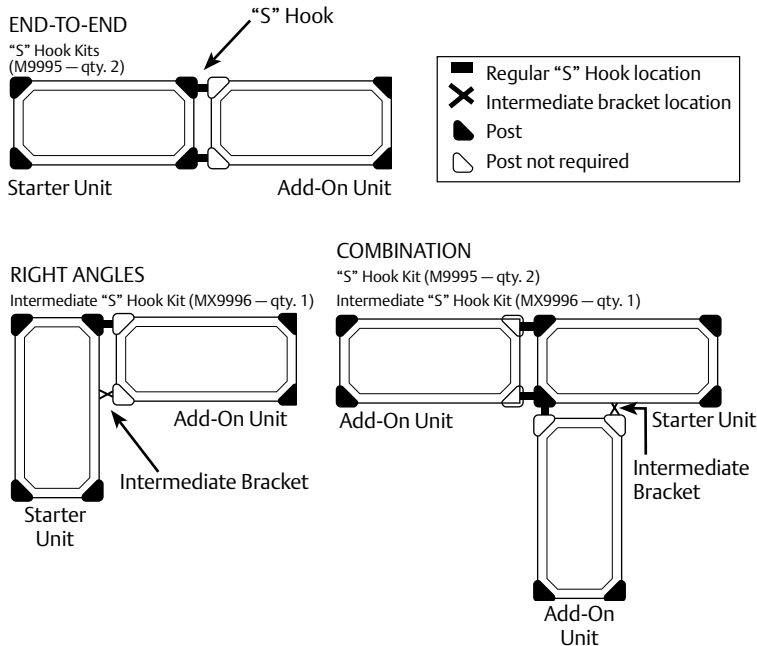 END-TO-END
“S” Hook Kits
(M9995 — qty. 2)
“S” Hook
Starter Unit
Add-On Unit
Regular “S” Hook location
Intermediate bracket location
Post
Post not required
RIGHT ANGLES
Intermediate “S” Hook Kit (MX9996 — qty. 1)
Add-On Unit
Intermediate Bracket
Starter
Unit
COMBINATION
“S” Hook Kit (M9995 — qty. 2)
Intermediate “S” Hook Kit (MX9996 — qty. 1)
Add-On Unit
Starter Unit
Intermediate
Bracket
Add-On
Unit